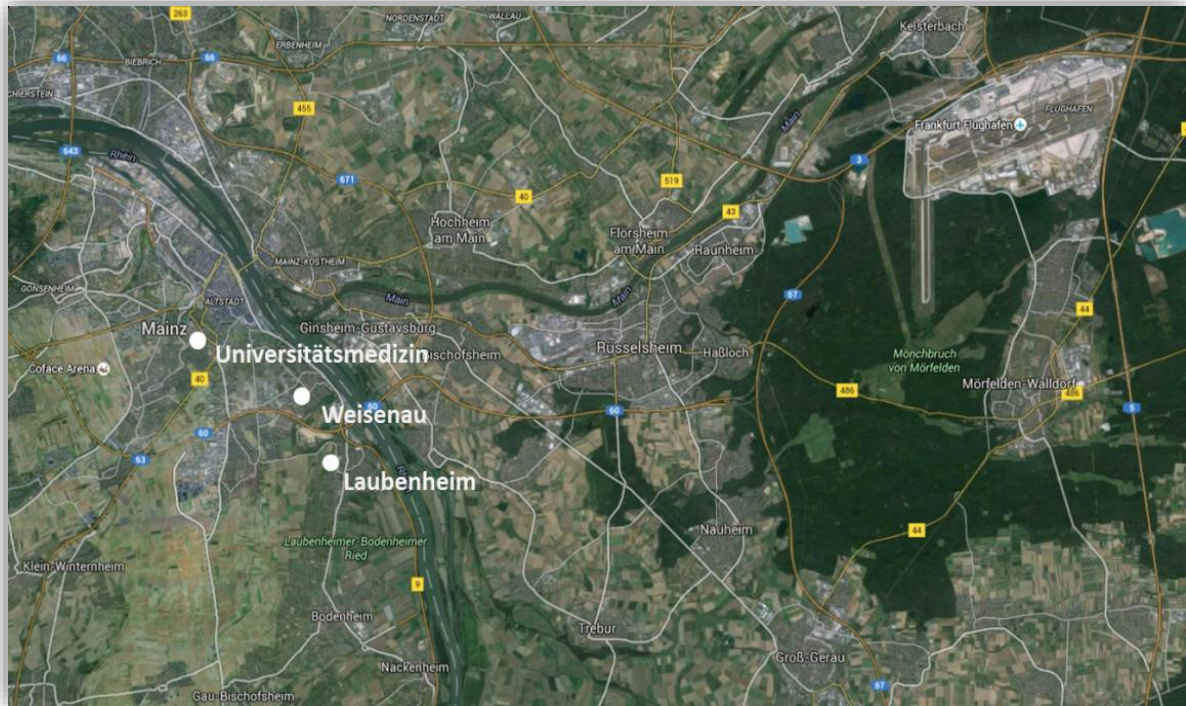 263
NORDENSTADT
WALLAU
Kelsterbach
ERBENHEIM
66
BIEBRICH
66
455
FLUGHAFEN
Frankfurt Flughafen
Main
643
Rhein
3
671
519
40
43
Hochheim
am Main
Flörsheim
am Main
Raunheim
MAINZ-KOSTHEIM
GONSENHEIM
ALTSTADT
Main
Main
67
44
Mainz
Ginsheim-Gustavsburg
Universitätsmedizin
Bischofsheim
Rüsselsheim
Haßloch
Mönchbruch
von Mörfelden
Coface Arena
40
Mörfelden-Walldorf
486
486
60
60
5
Weisenau
60
63
Laubenheim
44
Nauheim
Laubenheimer-Bodenheimer
Ried
Klein-Winternheim
9
Bodenheim
Trebur
Groß-Gerau
Nackenheim
67
Gau-Bischofsheim